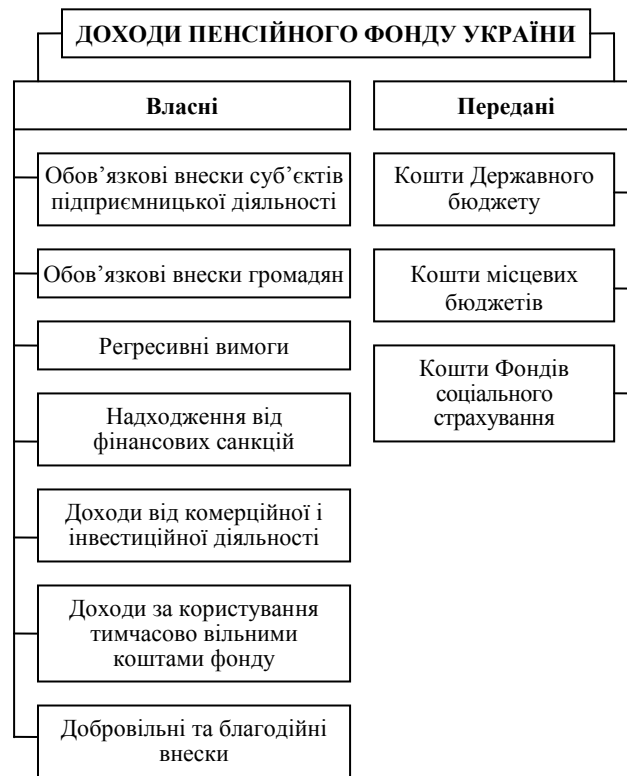 ДОХОДИ ПЕНСІЙНОГО ФОНДУ УКРАЇНИ
Власні
Обов’язкові внески суб’єктів
підприємницької діяльності
Обов’язкові внески громадян
Регресивні вимоги
Надходження від
фінансових санкцій
Доходи від комерційної і
інвестиційної діяльності
Доходи за користування
тимчасово вільними
коштами фонду
Добровільні та благодійні
внески
Передані
Кошти Державного
бюджету
Кошти місцевих
бюджетів
Кошти Фондів
соціального
страхування